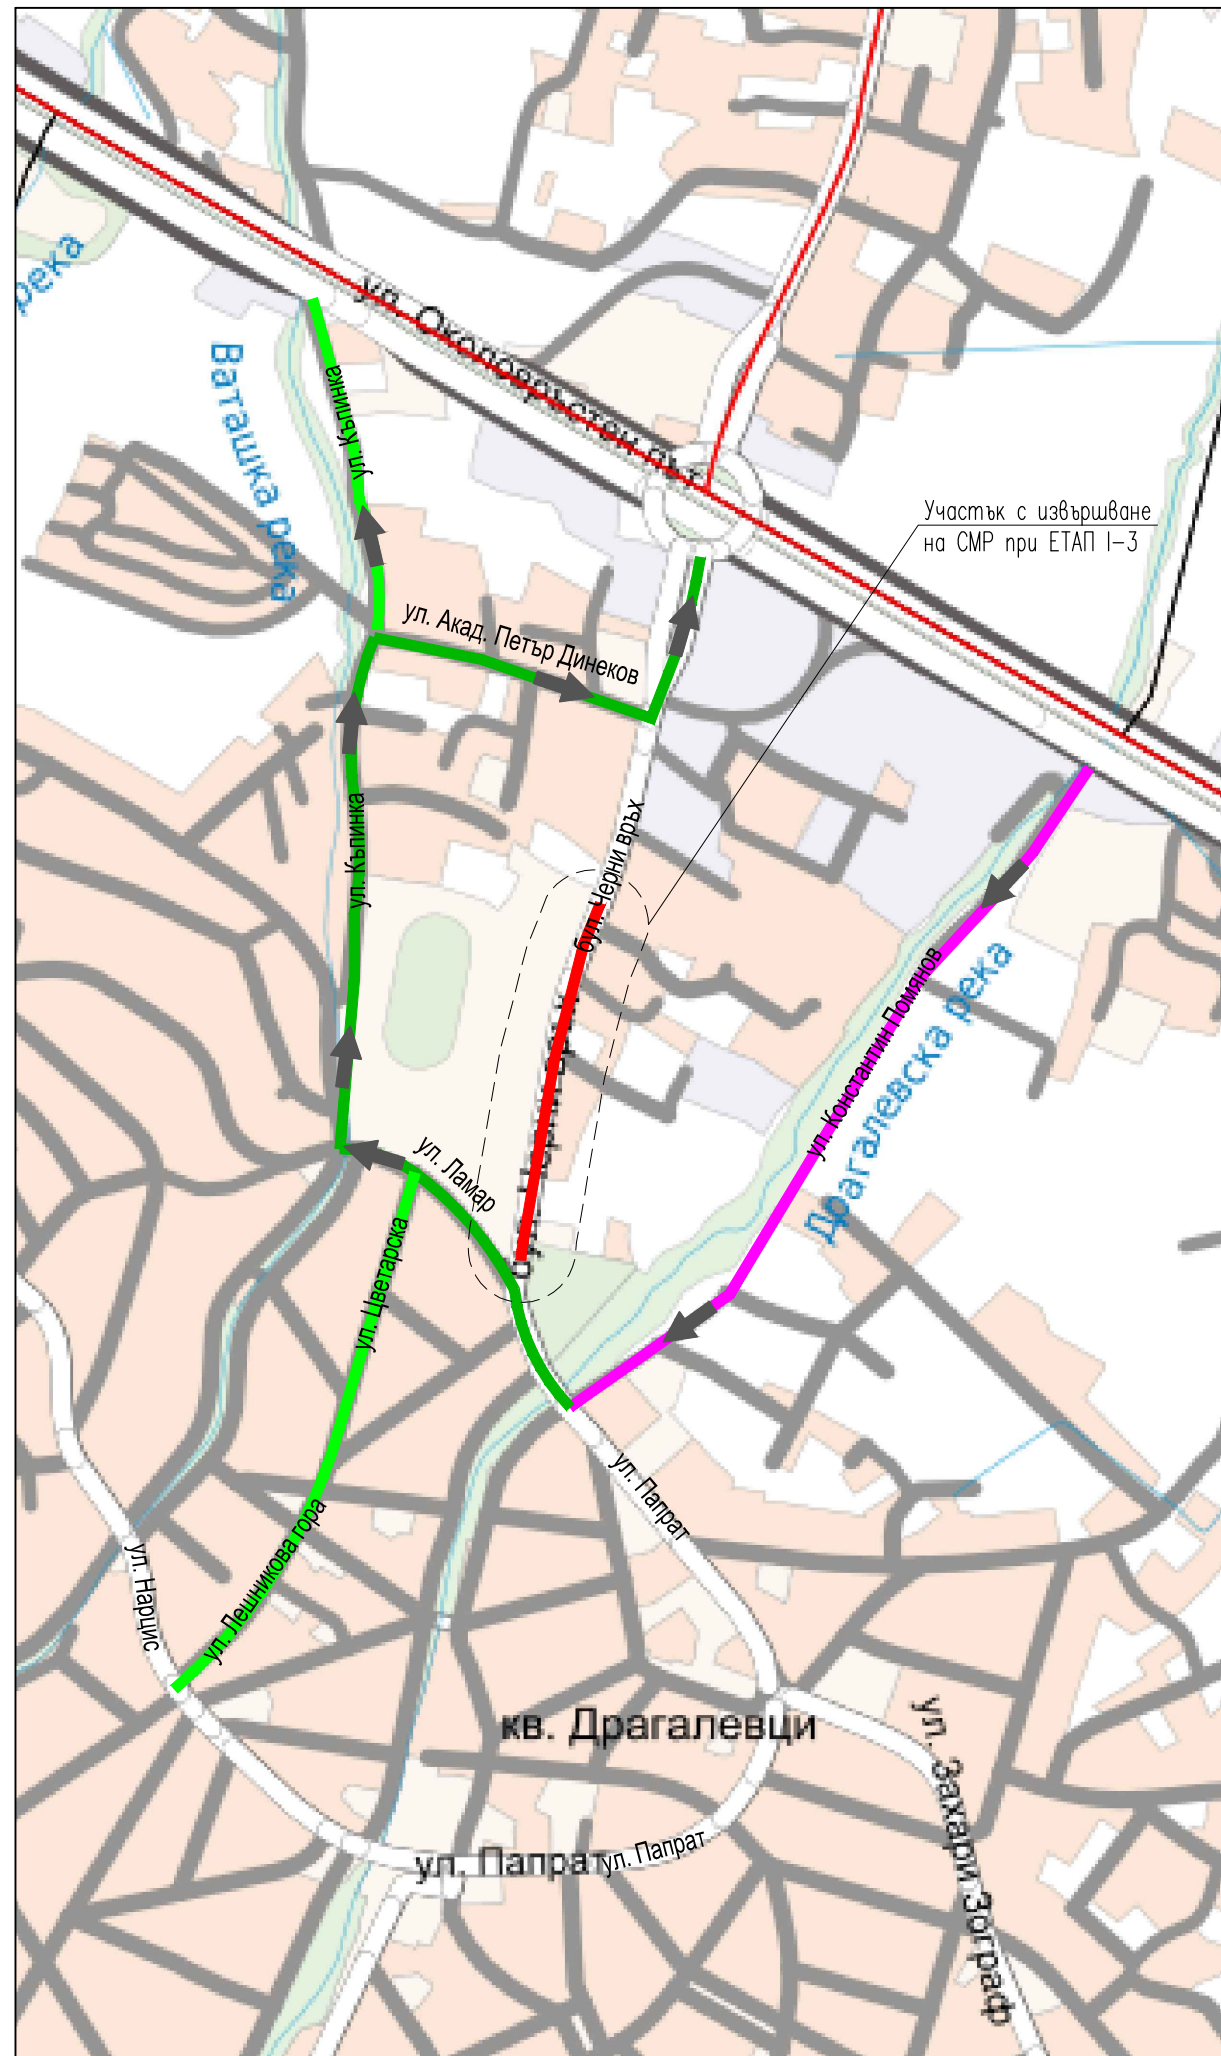 река
ул. Околовръстен път
Ваташка река
ул. Къпинка
Участък с извършване
на СМР при ЕТАП I-3
ул. Акад. Петър Динеков
ул. Къпинка
бул. Черни връх
ул. Константин Помянов
Драгалевска река
ул. Ламар
ул. Цветарска
ул. Папрат
ул. Лешникова гора
ул. Нарцис
кв. Драгалевци
ул. Захари Зограф
ул. Папрат
ул. Папрат